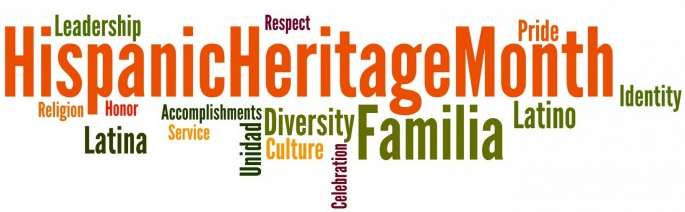 Leadership
Respect
Pride
HispanicHeritageMonth
Identity
Religion
Honor
Accomplishments
Latino
Latina
Service
Unidad
Diversity
Familia
Culture
Celebration